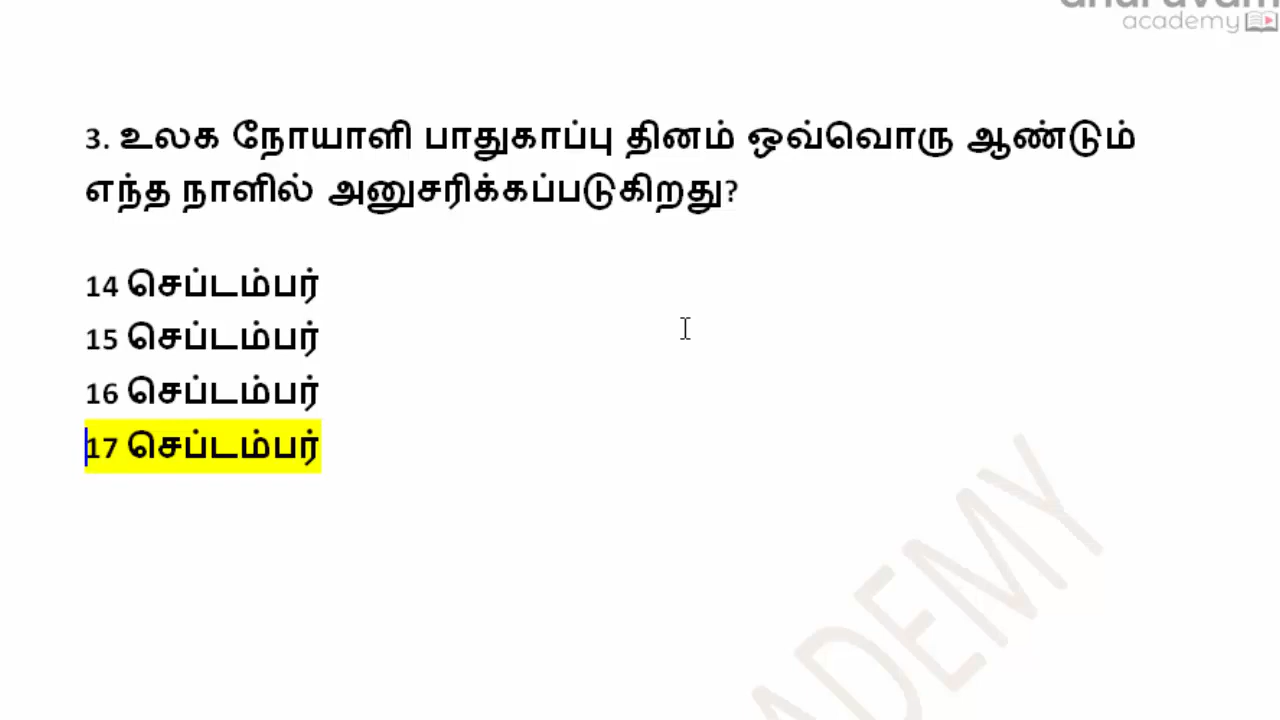 academy
3. உலக நோயாளி பாதுகாப்பு தினம் ஒவ்வொரு ஆண்டும்
எந்த நாளில் அனுசரிக்கப்படுகிறது?
14 செப்டம்பர்
15 செப்டம்பர்
16 செப்டம்பர்
17 செப்டம்பர்